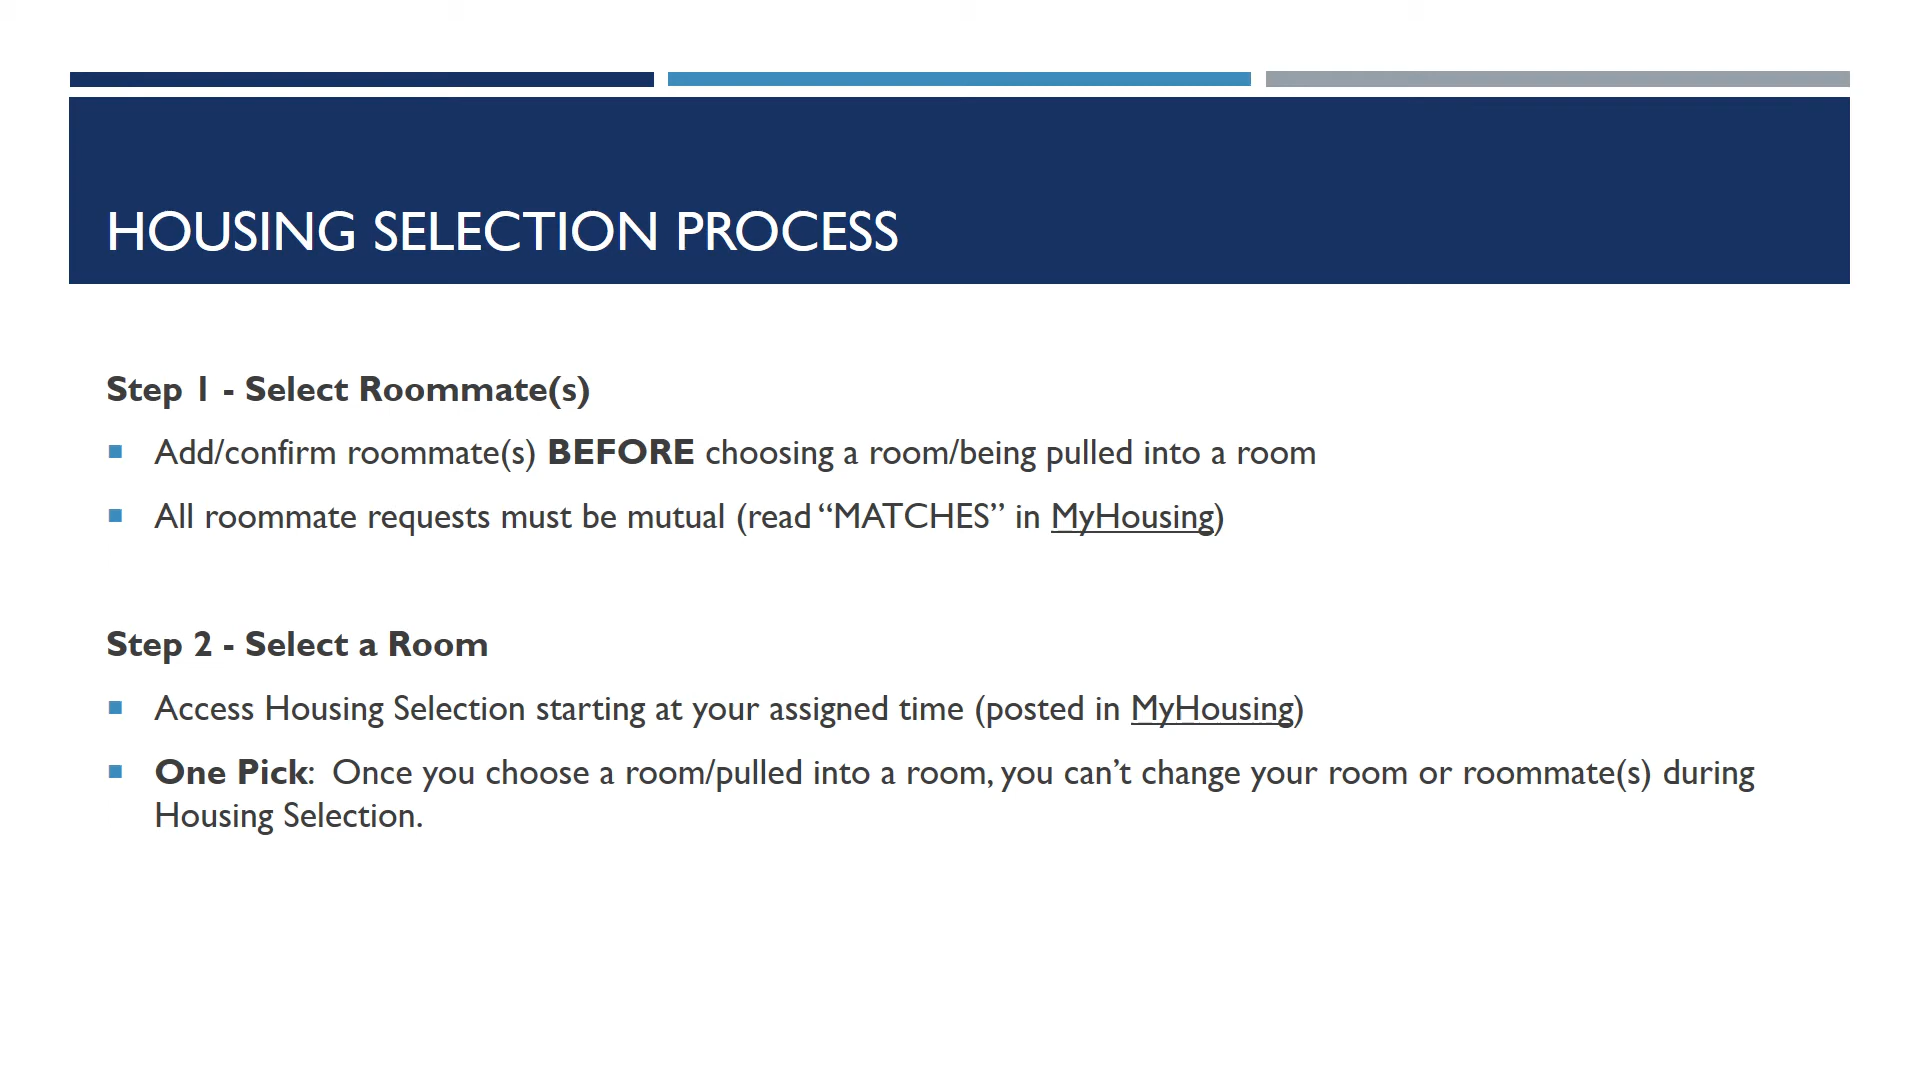 HOUSING SELECTION PROCESS
Step 1 - Select Roommate(s)
Add/confirm roommate(s) BEFORE choosing a room/being pulled into a room
All roommate requests must be mutual (read “MATCHES” in MyHousing)
Step 2 - Select a Room
Access Housing Selection starting at your assigned time (posted in MyHousing)
One Pick:  Once you choose a room/pulled into a room, you can’t change your room or roommate(s) during
Housing Selection.